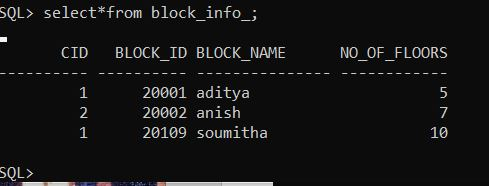 SQL> select*from block_info_;
CID BLOCK_ID BLOCK_NAME NO_OF_FLOORS
---------- ---------- -------------------- ------------
1 20001 aditya 5
2 20002 anish 7
1 20109 soumitha 10
SQL>